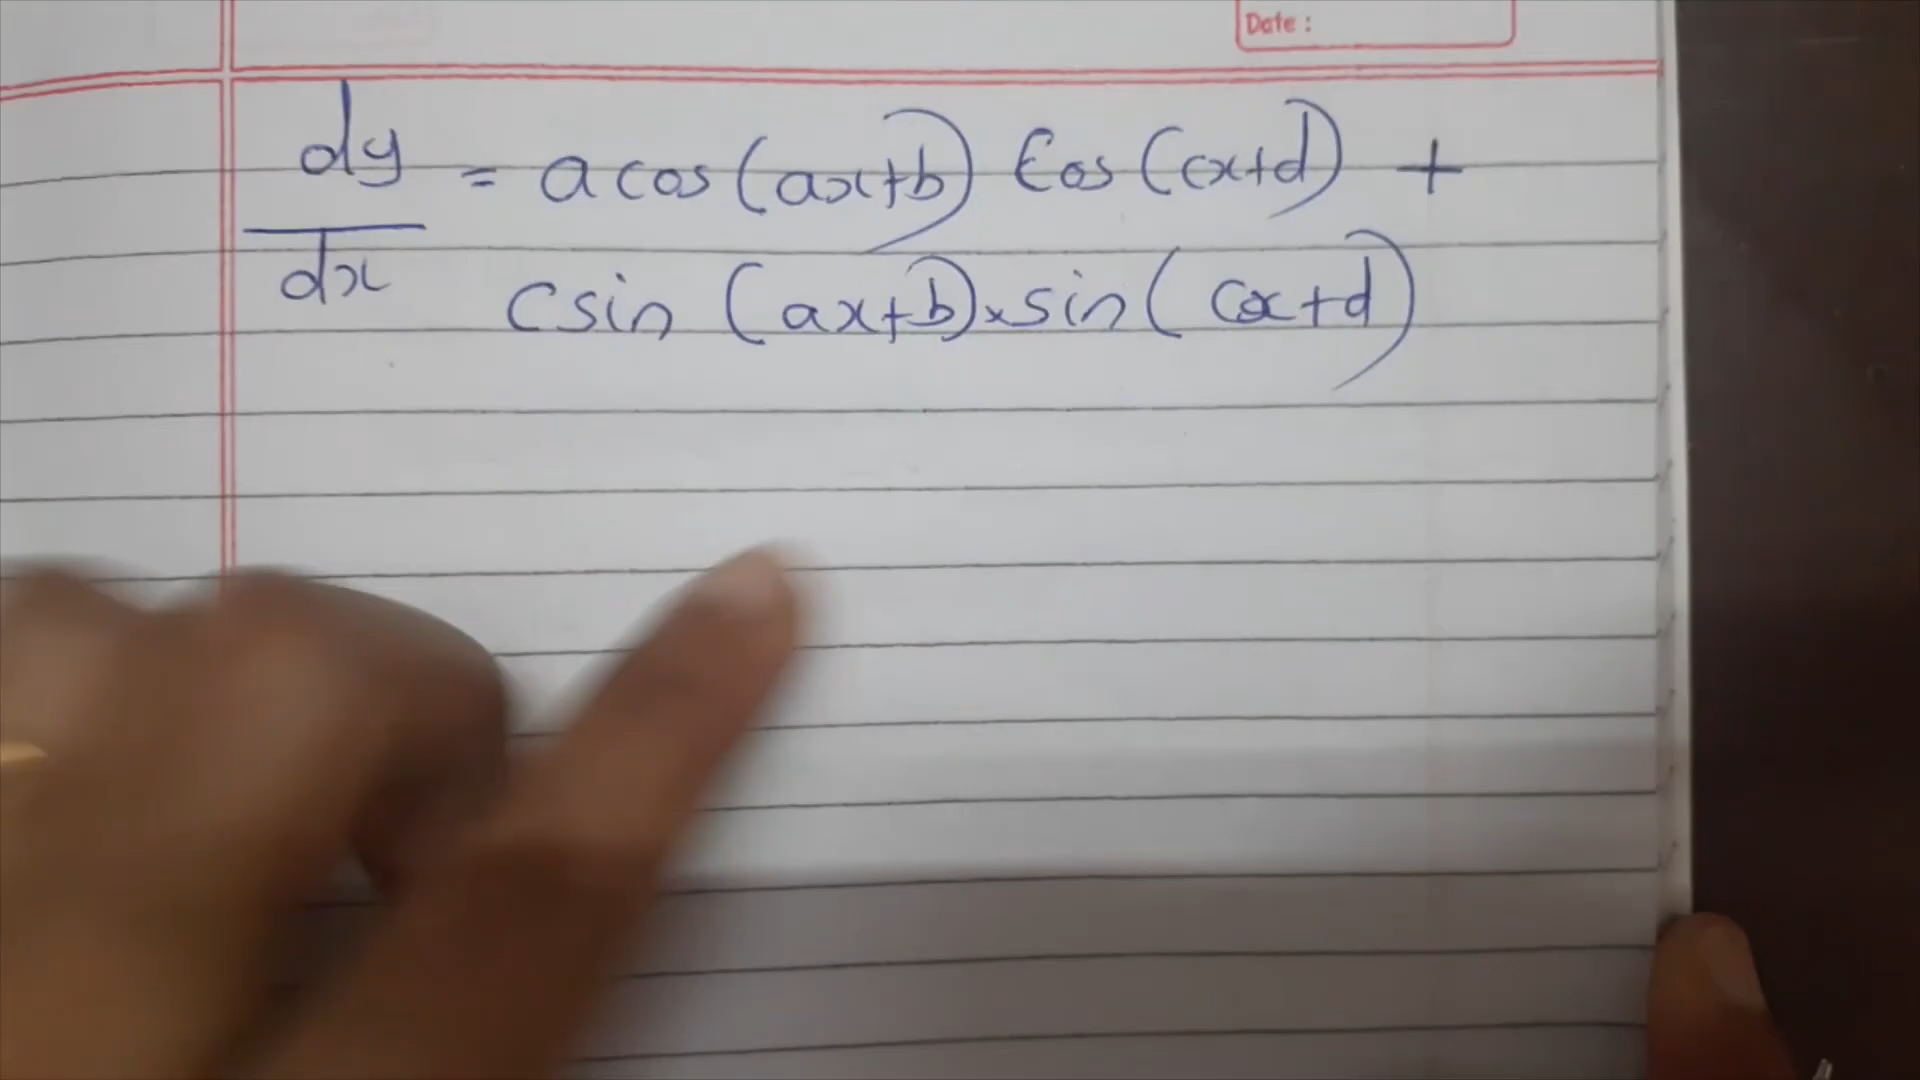 Date :
dy
= a cos (ax+b) Cos (cx+d) +
dx
c sin (ax+b) × sin ( cx+d)